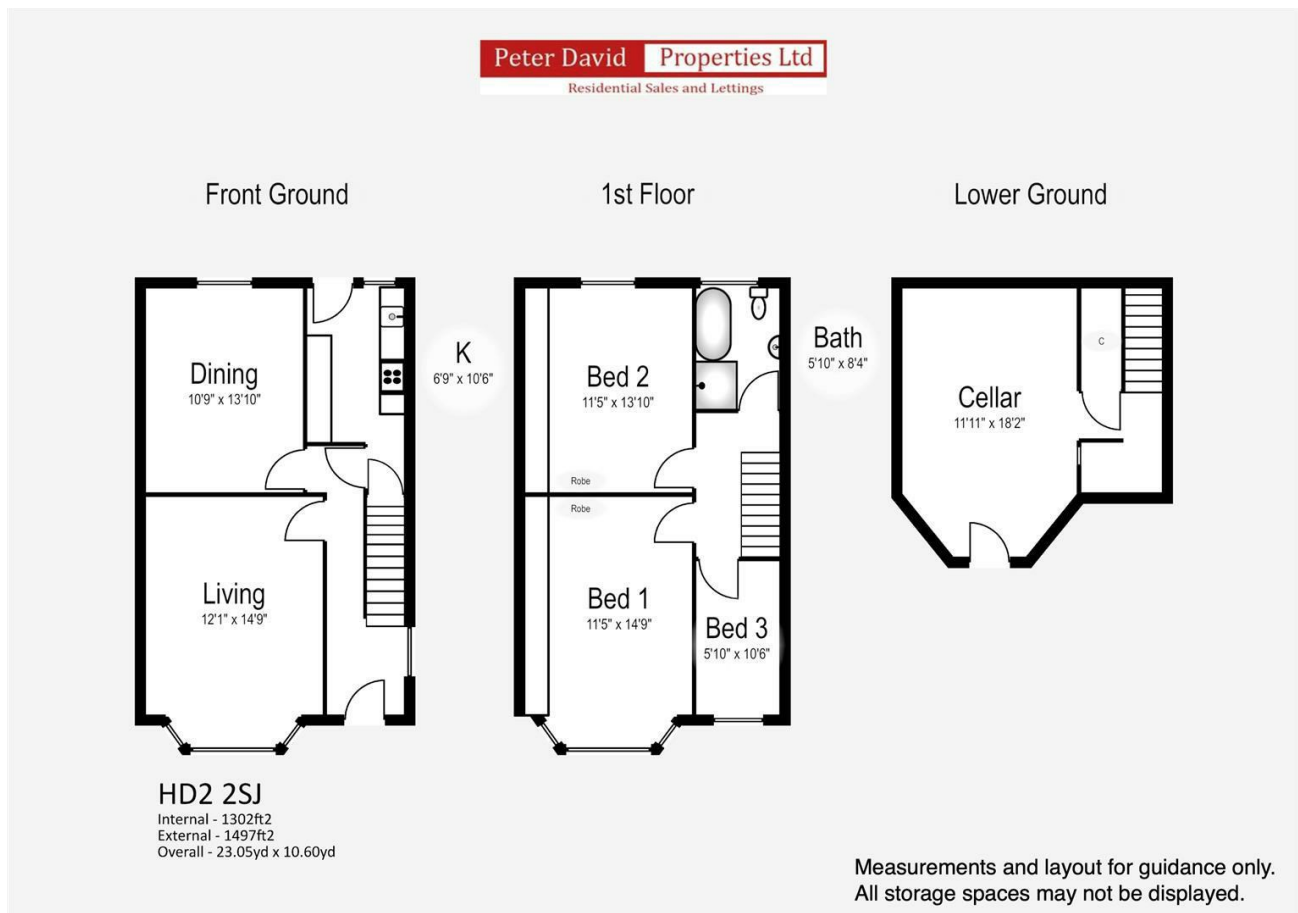 Peter David Properties Ltd
Residential Sales and Lettings
Front Ground
1st Floor
Lower Ground
Dining
10'9" x 13'10"
K
6'9" x 10'6"
Living
12'1" x 14'9"
Bed 2
11'5" x 13'10"
Robe
Robe
Bed 1
11'5" x 14'9"
Bed 3
5'10" x 10'6"
Bath
5'10" x 8'4"
C
Cellar
11'11" x 18'2"
HD2 2SJ
Internal - 1302ft2
External - 1497ft2
Overall - 23.05yd x 10.60yd
Measurements and layout for guidance only.
All storage spaces may not be displayed.